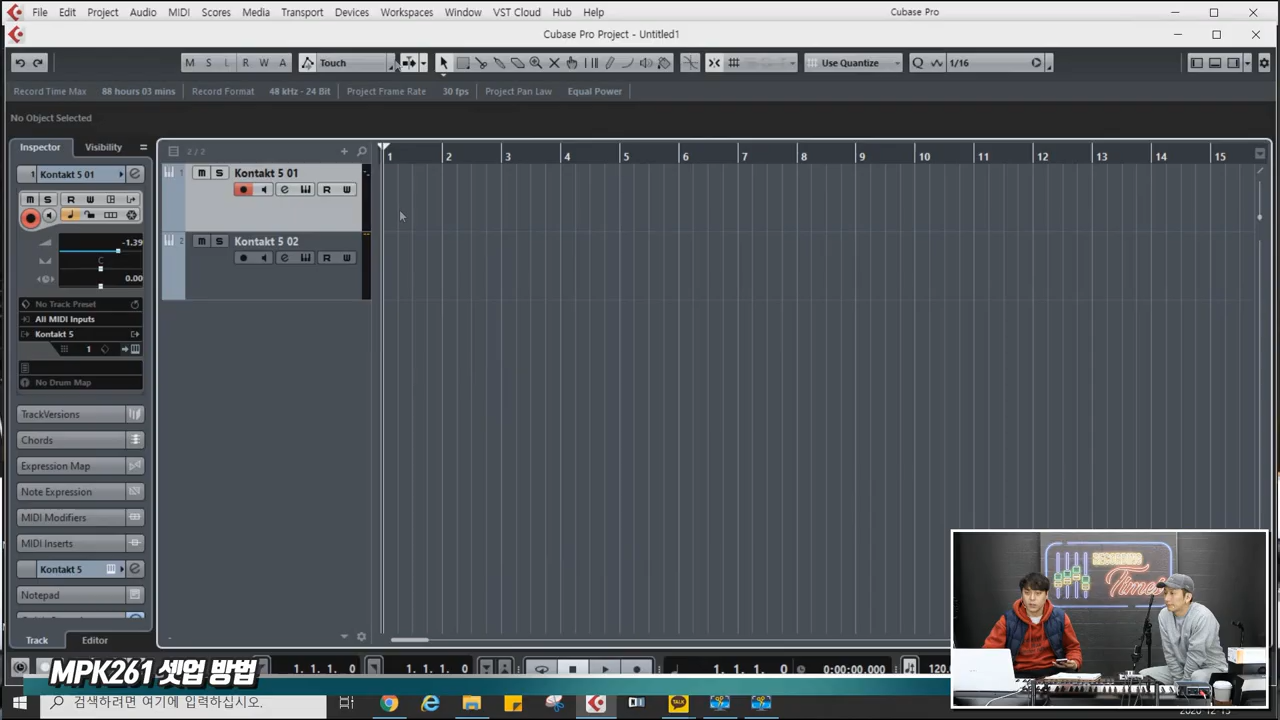 File Edit Project Audio MIDI Scores Media Transport Devices Workspaces Window VST Cloud Hub Help Cubase Pro
Cubase Pro Project - Untitled1
M S L R W A Touch Use Quantize Q 1/16
Record Time Max 88 hours 03 mins Record Format 48 kHz - 24 Bit Project Frame Rate 30 fps Project Pan Law Equal Power
No Object Selected
Inspector Visibility 2 / 2 1 2 3 4 5 6 7 8 9 10 11 12 13 14 15
1 Kontakt 5 01
M S R W
-1.39
C
0.00
No Track Preset
All MIDI Inputs
Kontakt 5
1
No Drum Map
TrackVersions
Chords
Expression Map
Note Expression
MIDI Modifiers
MIDI Inserts
Kontakt 5
Notepad
Track Editor
1 M S Kontakt 5 01
R W
2 M S Kontakt 5 02
R W
RECORDING
Times
1. 1. 1. 0 1. 1. 1. 0 1. 1. 1. 0 0:00:00,000 120.
MPK261 셋업 방법
검색하려면 여기에 입력하십시오.
TALK